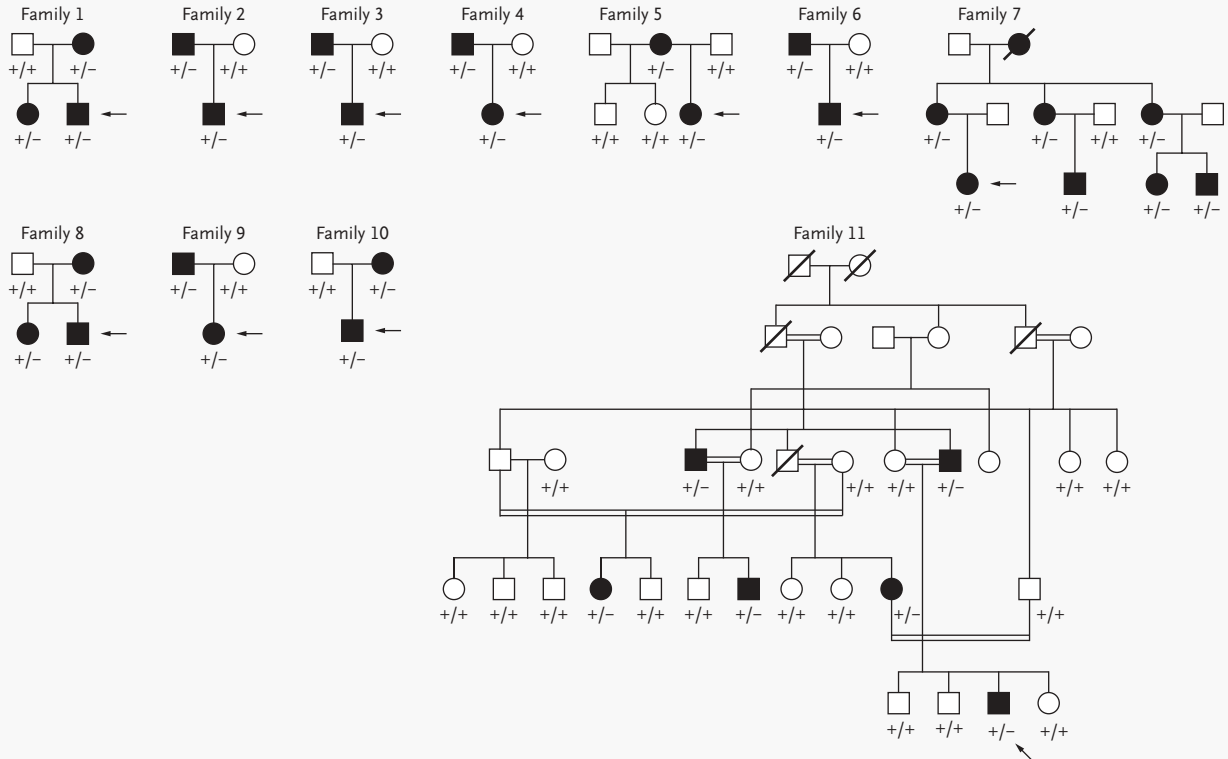 Family 1 Family 2 Family 3 Family 4 Family 5 Family 6 Family 7
+/+ +/− +/− +/+ +/− +/+ +/− +/+ +/− +/+ +/− +/+
+/− +/− +/− +/− +/− +/+ +/+ +/− +/− +/− +/− +/+ +/−
+/− +/− +/− +/−
Family 8 Family 9 Family 10 Family 11
+/+ +/− +/− +/+ +/+ +/−
+/− +/− +/− +/−
+/+ +/− +/+ +/+ +/+ +/− +/+ +/+
+/+ +/+ +/+ +/− +/+ +/+ +/− +/+ +/+ +/− +/+
+/+ +/+ +/− +/+